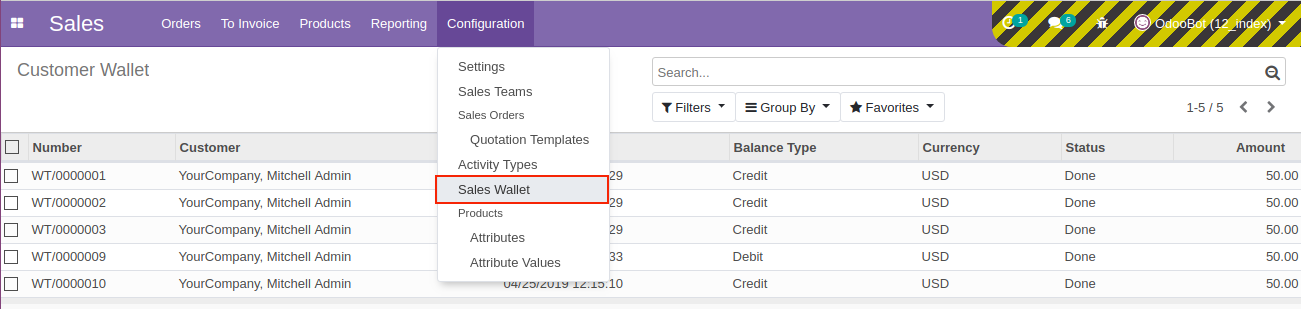 Sales Orders To Invoice Products Reporting Configuration 1 6 OdooBot (12_index)
Customer Wallet
Search...
Filters Group By Favorites 1-5 / 5
Settings
Sales Teams
Sales Orders
Quotation Templates
Activity Types
Sales Wallet
Products
Attributes
Attribute Values
Number Customer Balance Type Currency Status Amount
WT/0000001 YourCompany, Mitchell Admin 29 Credit USD Done 50.00
WT/0000002 YourCompany, Mitchell Admin 29 Credit USD Done 50.00
WT/0000003 YourCompany, Mitchell Admin 29 Credit USD Done 50.00
WT/0000009 YourCompany, Mitchell Admin 33 Debit USD Done 50.00
WT/0000010 YourCompany, Mitchell Admin 04/25/2019 12:15:10 Credit USD Done 50.00